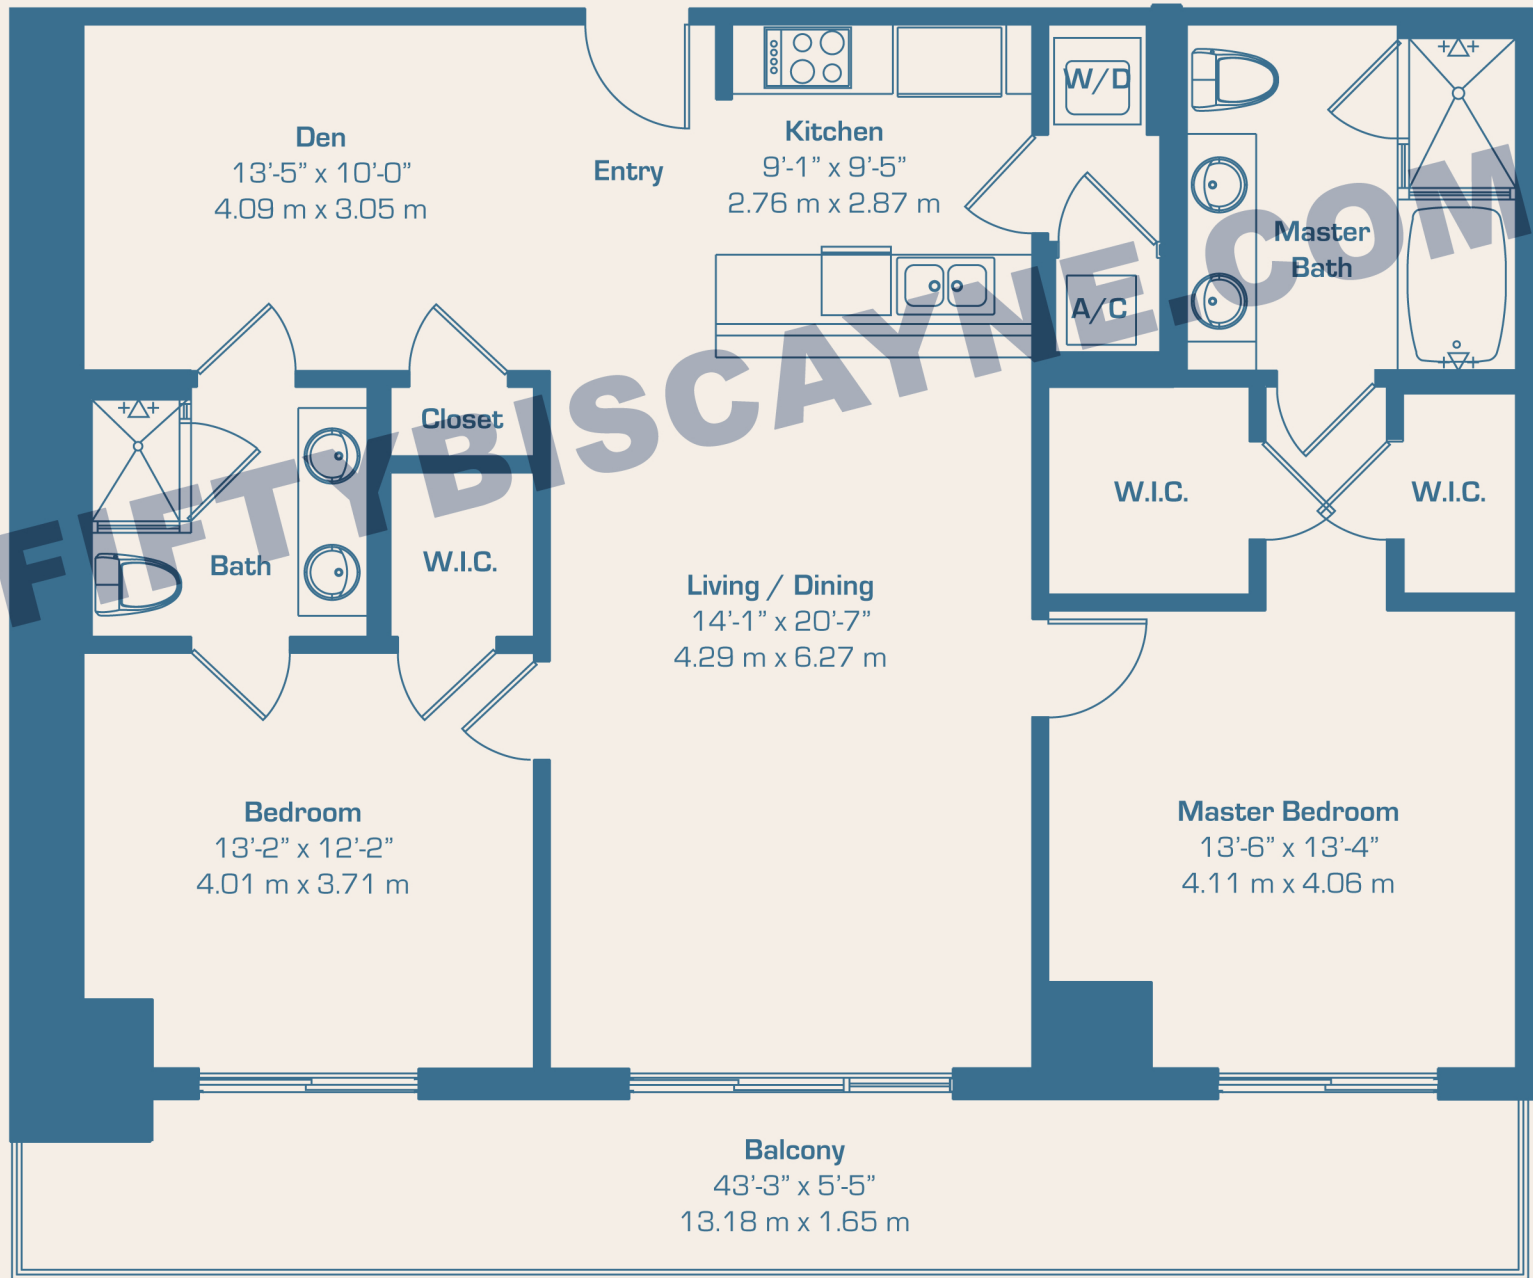 Den
13'-5” x 10'-0”
4.09 m x 3.05 m
Entry
Kitchen
9'-1” x 9'-5”
2.76 m x 2.87 m
W/D
A/C
Master
Bath
Closet
W.I.C.
Bath
W.I.C.
W.I.C.
FIFTYBISCAYNE.COM
Living / Dining
14'-1” x 20'-7”
4.29 m x 6.27 m
Bedroom
13'-2” x 12'-2”
4.01 m x 3.71 m
Master Bedroom
13'-6” x 13'-4”
4.11 m x 4.06 m
Balcony
43'-3” x 5'-5”
13.18 m x 1.65 m